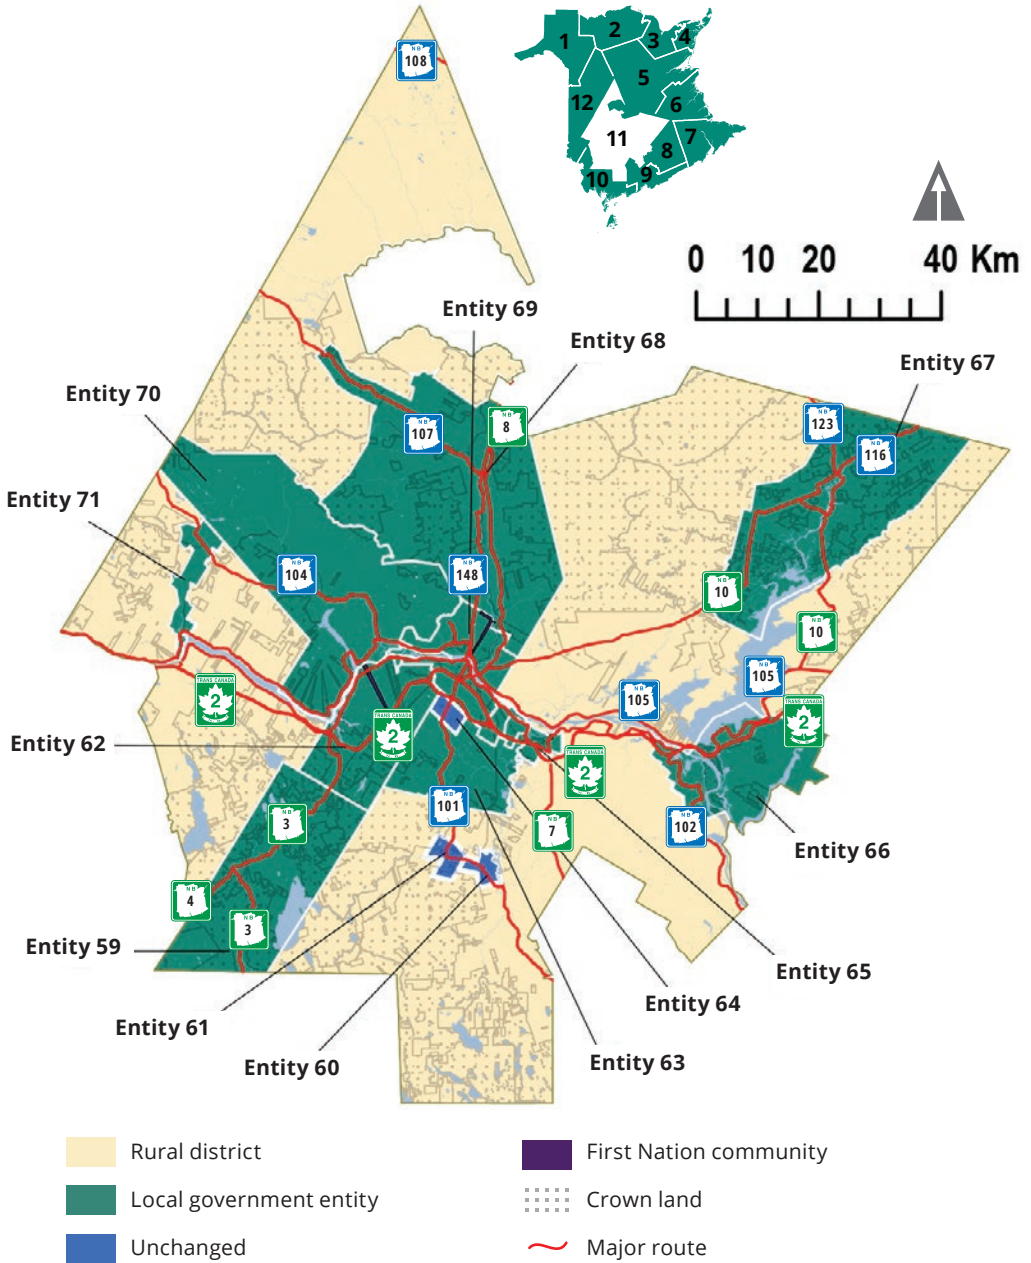 NB
108
1
2
3
4
5
12
6
11
7
8
9
10
0 10 20 40 Km
Entity 69
Entity 68
Entity 67
Entity 70
NB
107
NB
8
NB
123
NB
116
Entity 71
NB
104
NB
148
NB
10
NB
10
NB
105
NB
105
TRANS CANADA
2
TRANS CANADA
2
TRANS CANADA
2
TRANS CANADA
2
Entity 62
NB
3
NB
101
NB
7
NB
102
Entity 66
NB
4
NB
3
Entity 59
Entity 65
Entity 64
Entity 61
Entity 60
Entity 63
Rural district
First Nation community
Local government entity
Crown land
Unchanged
Major route